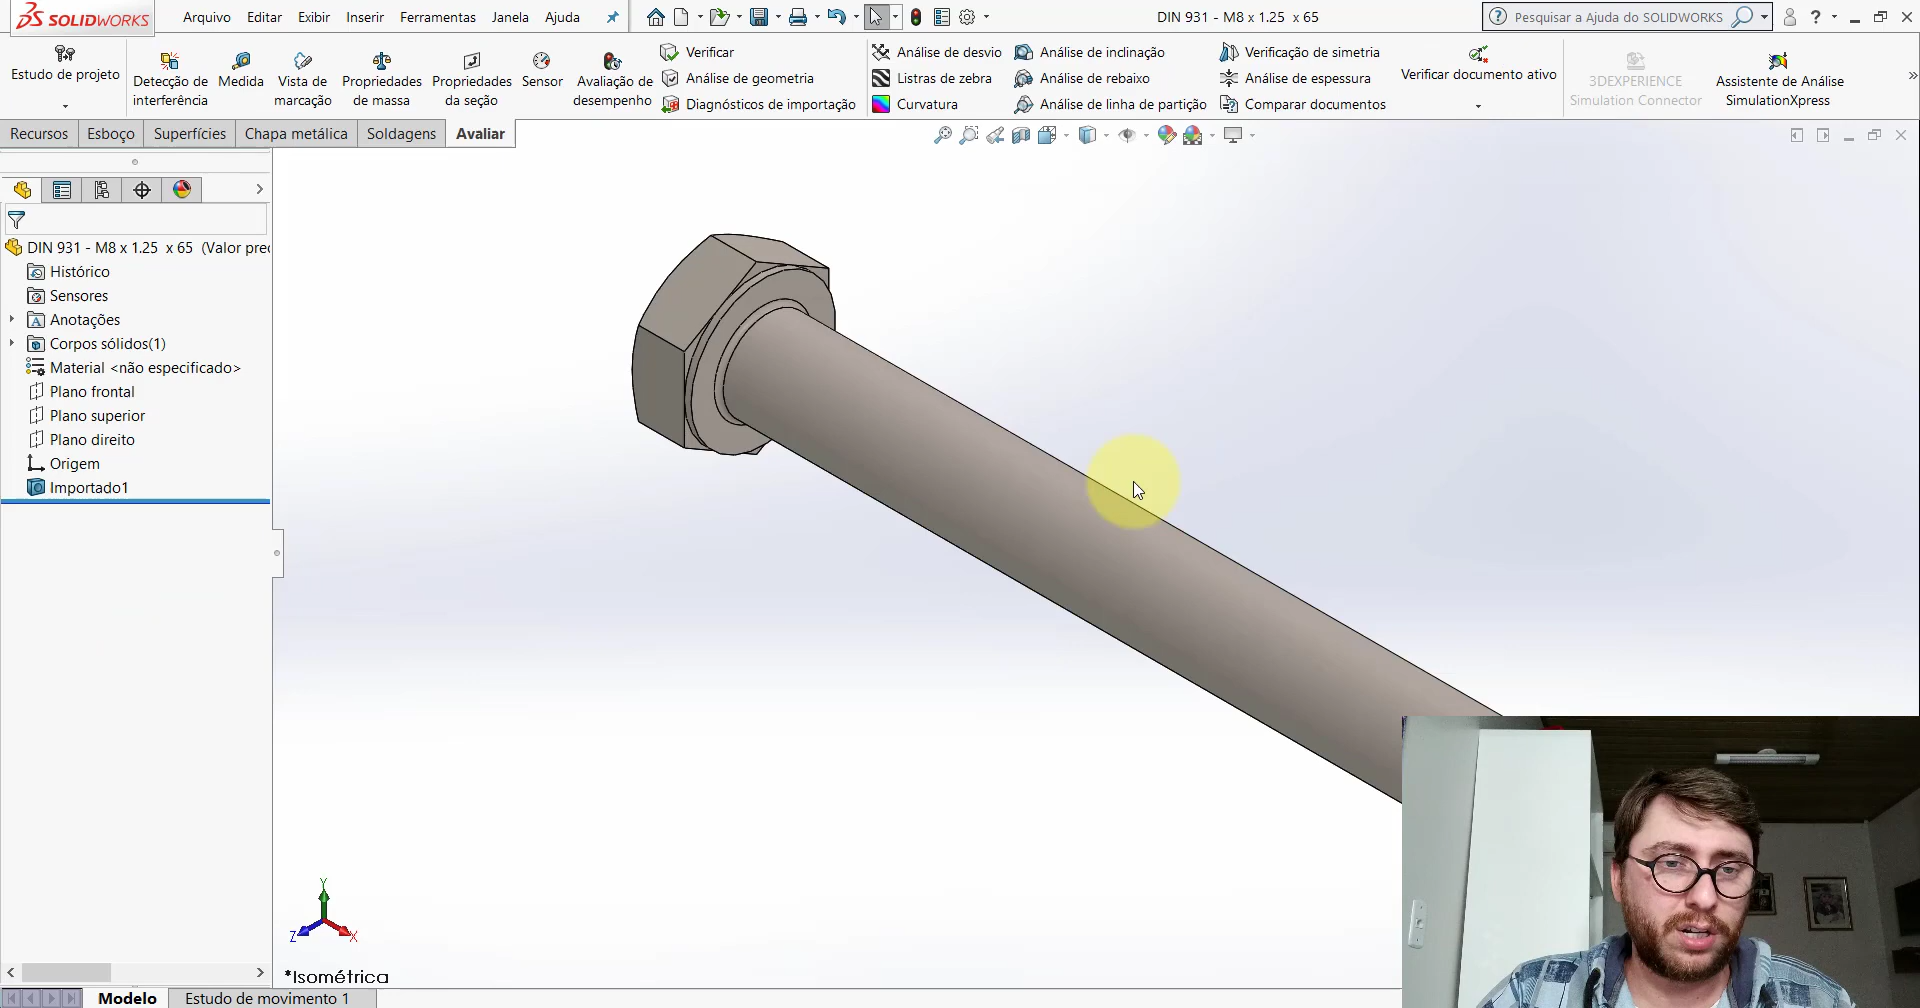 SOLIDWORKS
Arquivo Editar Exibir Inserir Ferramentas Janela Ajuda
DIN 931 - M8 x 1.25 x 65
Pesquisar a Ajuda do SOLIDWORKS
Estudo de projeto
Detecção de interferência
Medida
Vista de marcação
Propriedades de massa
Propriedades da seção
Sensor
Avaliação de desempenho
Verificar
Análise de geometria
Diagnósticos de importação
Análise de desvio
Listras de zebra
Curvatura
Análise de inclinação
Análise de rebaixo
Análise de linha de partição
Verificação de simetria
Análise de espessura
Comparar documentos
Verificar documento ativo
3DEXPERIENCE
Simulation Connector
Assistente de Análise
SimulationXpress
Recursos Esboço Superfícies Chapa metálica Soldagens Avaliar
DIN 931 - M8 x 1.25 x 65 (Valor pre
Histórico
Sensores
Anotações
Corpos sólidos(1)
Material <não especificado>
Plano frontal
Plano superior
Plano direito
Origem
Importado1
Y
Z
X
*Isométrica
Modelo Estudo de movimento 1